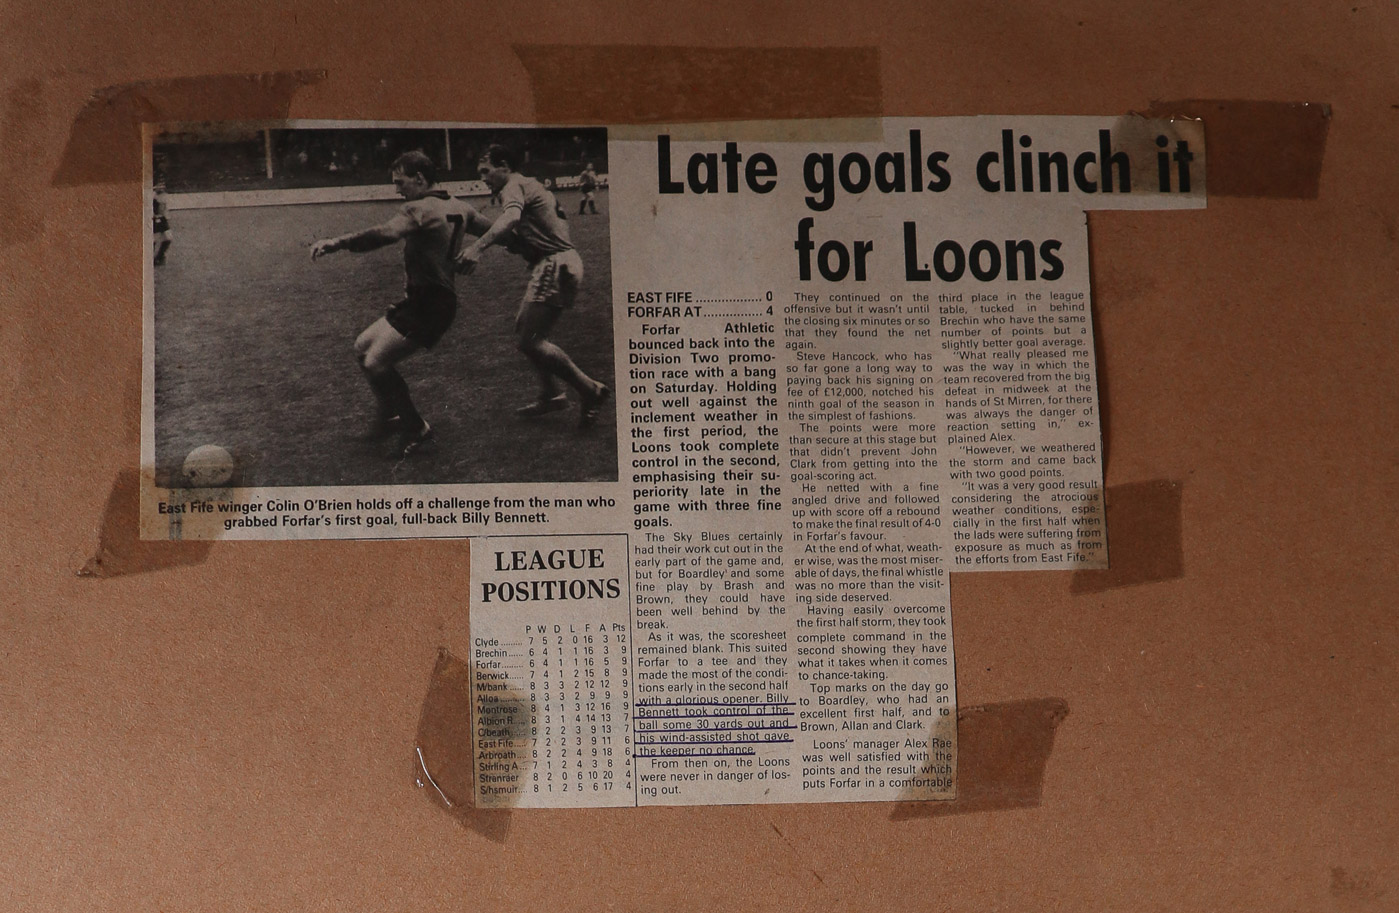 Late goals clinch it
for Loons
East Fife winger Colin O'Brien holds off a challenge from the man who
grabbed Forfar's first goal, full-back Billy Bennett.
EAST FIFE .................. 0
FORFAR AT ................ 4
Forfar Athletic
bounced back into the
Division Two promo-
tion race with a bang
on Saturday. Holding
out well against the
inclement weather in
the first period, the
Loons took complete
control in the second,
emphasising their su-
periority late in the
game with three fine
goals.
The Sky Blues certainly
had their work cut out in the
early part of the game and,
but for Boardley and some
fine play by Brash and
Brown, they could have
been well behind by the
break.
As it was, the scoresheet
remained blank. This suited
Forfar to a tee and they
made the most of the condi-
tions early in the second half
with a glorious opener. Billy
Bennett took control of the
ball some 30 yards out and
his wind-assisted shot gave
the keeper no chance.
From then on, the Loons
were never in danger of los-
ing out.
They continued on the
offensive but it wasn't until
the closing six minutes or so
that they found the net
again.
Steve Hancock, who has
so far gone a long way to
paying back his signing on
fee of £12,000, notched his
ninth goal of the season in
the simplest of fashions.
The points were more
than secure at this stage but
that didn't prevent John
Clark from getting into the
goal-scoring act.
He netted with a fine
angled drive and followed
up with score off a rebound
to make the final result of 4-0
in Forfar's favour.
At the end of what, weath-
er wise, was the most miser-
able of days, the final whistle
was no more than the visit-
ing side deserved.
Having easily overcome
the first half storm, they took
complete command in the
second showing they have
what it takes when it comes
to chance-taking.
Top marks on the day go
to Boardley, who had an
excellent first half, and to
Brown, Allan and Clark.
Loons' manager Alex Rae
was well satisfied with the
points and the result which
puts Forfar in a comfortable
third place in the league
table, tucked in behind
Brechin who have the same
number of points but a
slightly better goal average.
"What really pleased me
was the way in which the
team recovered from the big
defeat in midweek at the
hands of St Mirren, for there
was always the danger of
reaction setting in," ex-
plained Alex.
"However, we weathered
the storm and came back
with two good points.
"It was a very good result
considering the atrocious
weather conditions, espe-
cially in the first half when
the lads were suffering from
exposure as much as from
the efforts from East Fife."
LEAGUE
POSITIONS
P W D L F A Pts
Clyde ......... 7 5 2 0 16 3 12
Brechin ...... 6 4 1 1 16 3 9
Forfar ......... 6 4 1 1 16 5 9
Berwick ...... 7 4 1 2 15 8 9
M/bank ...... 8 3 3 2 12 12 9
Alloa .......... 8 3 3 2 9 9 9
Montrose 8 4 1 3 12 16 9
Albion R ... 8 3 1 4 14 13 7
C/beath ..... 8 2 2 3 9 13 7
East Fife .... 7 2 2 3 9 11 6
Arbroath ... 8 2 2 4 9 18 6
Stirling A ... 7 1 2 4 3 8 4
Stranraer 8 2 0 6 10 20 4
S/hsmuir .... 8 1 2 5 6 17 4
7